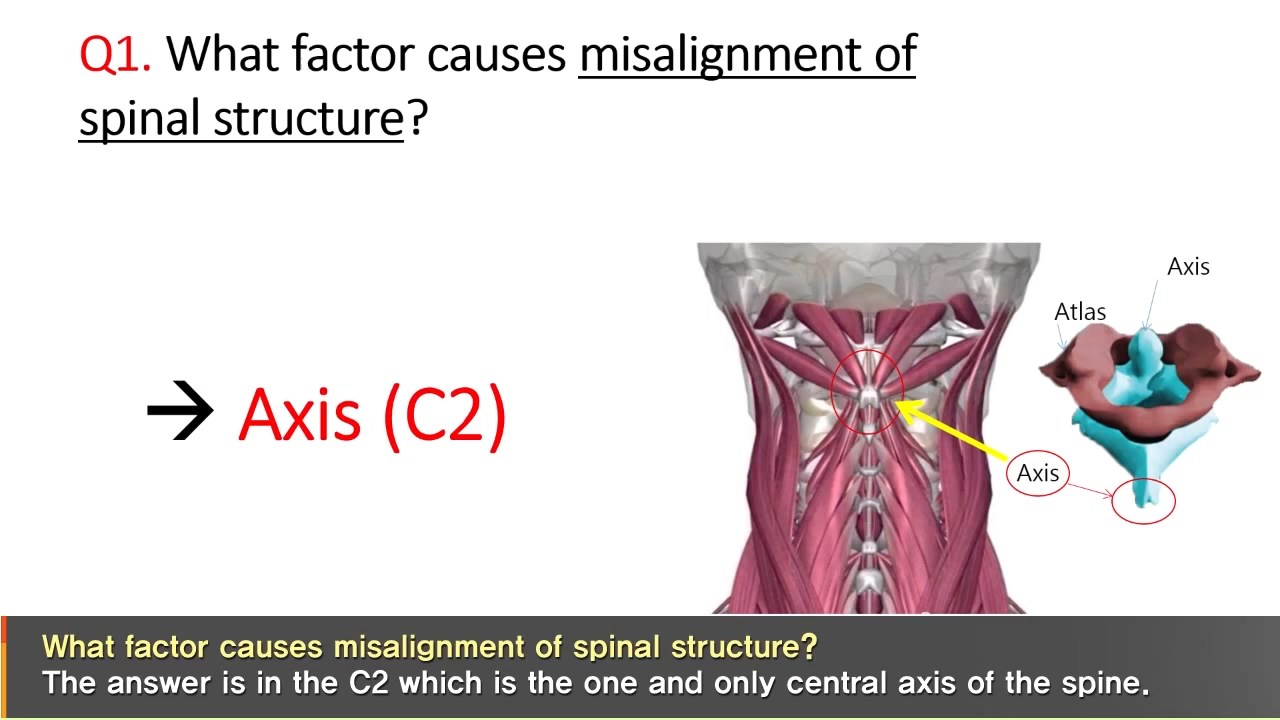 Q1. What factor causes misalignment of
spinal structure?
→ Axis (C2)
Axis
Atlas
Axis
What factor causes misalignment of spinal structure?
The answer is in the C2 which is the one and only central axis of the spine.